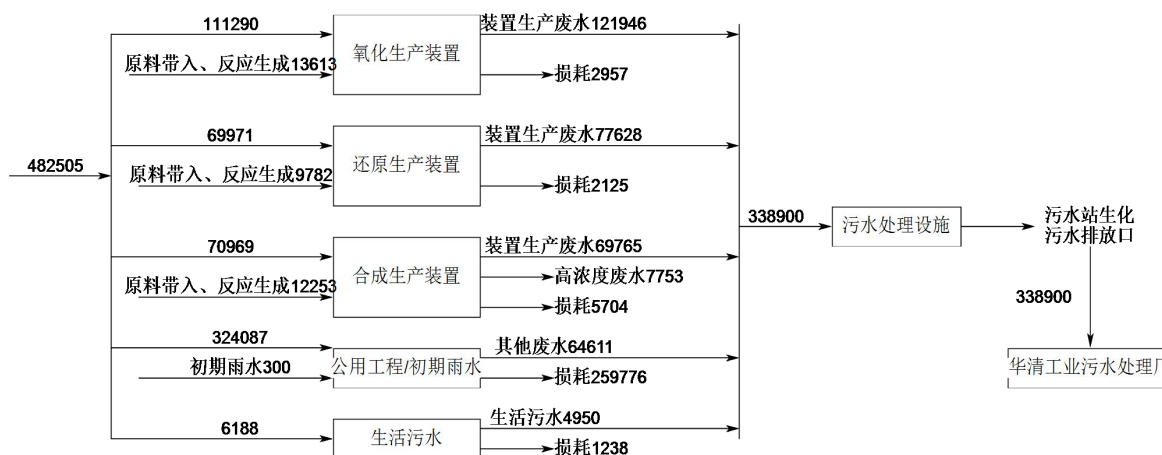 111290
装置生产废水121946
氧化生产装置
原料带入、反应生成13613
损耗2957
69971
装置生产废水77628
482505
还原生产装置
原料带入、反应生成9782
损耗2125
70969
装置生产废水69765
合成生产装置
高浓度废水7753
原料带入、反应生成12253
损耗5704
324087
其他废水64611
公用工程/初期雨水
初期雨水300
损耗259776
6188
生活污水4950
生活污水
损耗1238
338900
污水处理设施
污水站生化
污水排放口
338900
华清工业污水处理厂